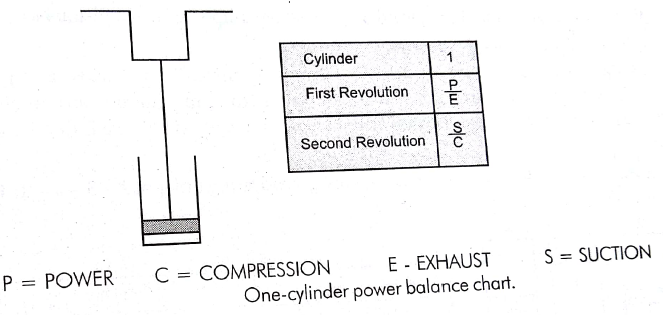 Cylinder 1
First Revolution P/E
Second Revolution S/C
P = POWER C = COMPRESSION E - EXHAUST S = SUCTION
One-cylinder power balance chart.